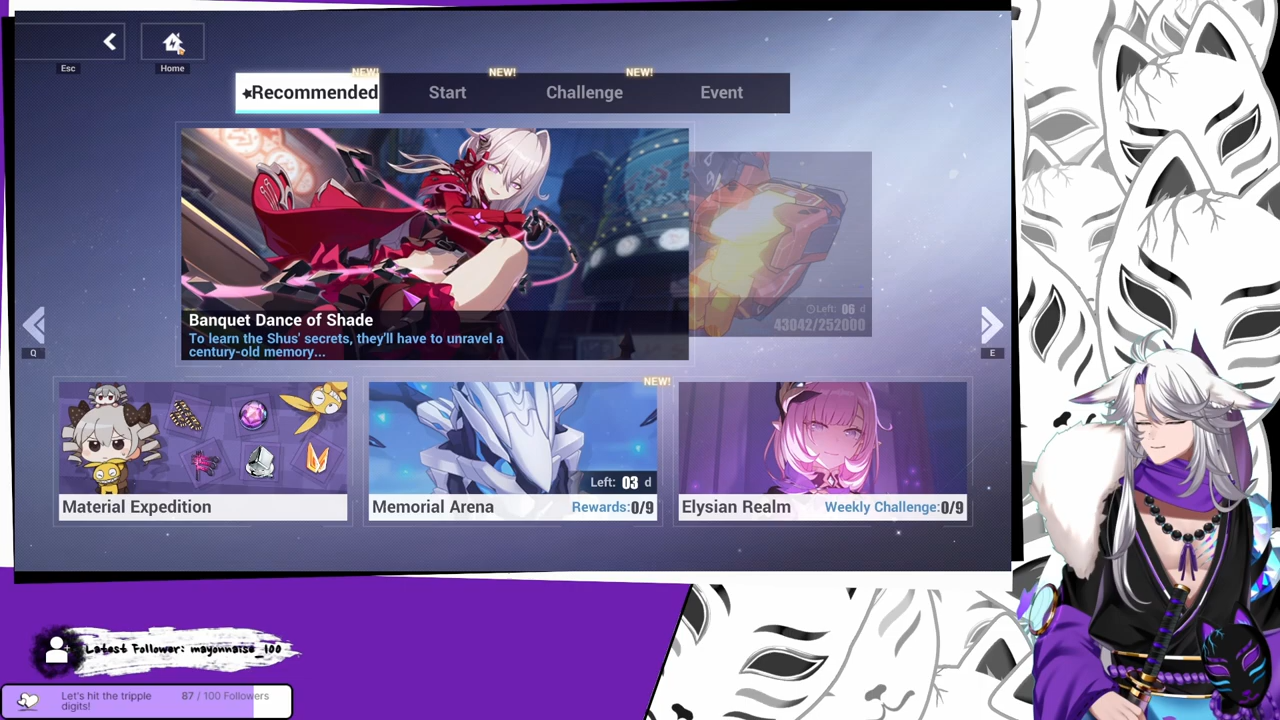 Esc
Home
NEW!
NEW!
NEW!
Recommended
Start
Challenge
Event
Banquet Dance of Shade
To learn the Shus' secrets, they'll have to unravel a
century-old memory...
Left: 06 d
43042/252000
Q
E
NEW!
Left: 03 d
Material Expedition
Memorial Arena
Rewards:0/9
Elysian Realm
Weekly Challenge:0/9
Latest Follower: mayonnaise_100
Let's hit the tripple
digits!
87 / 100 Followers